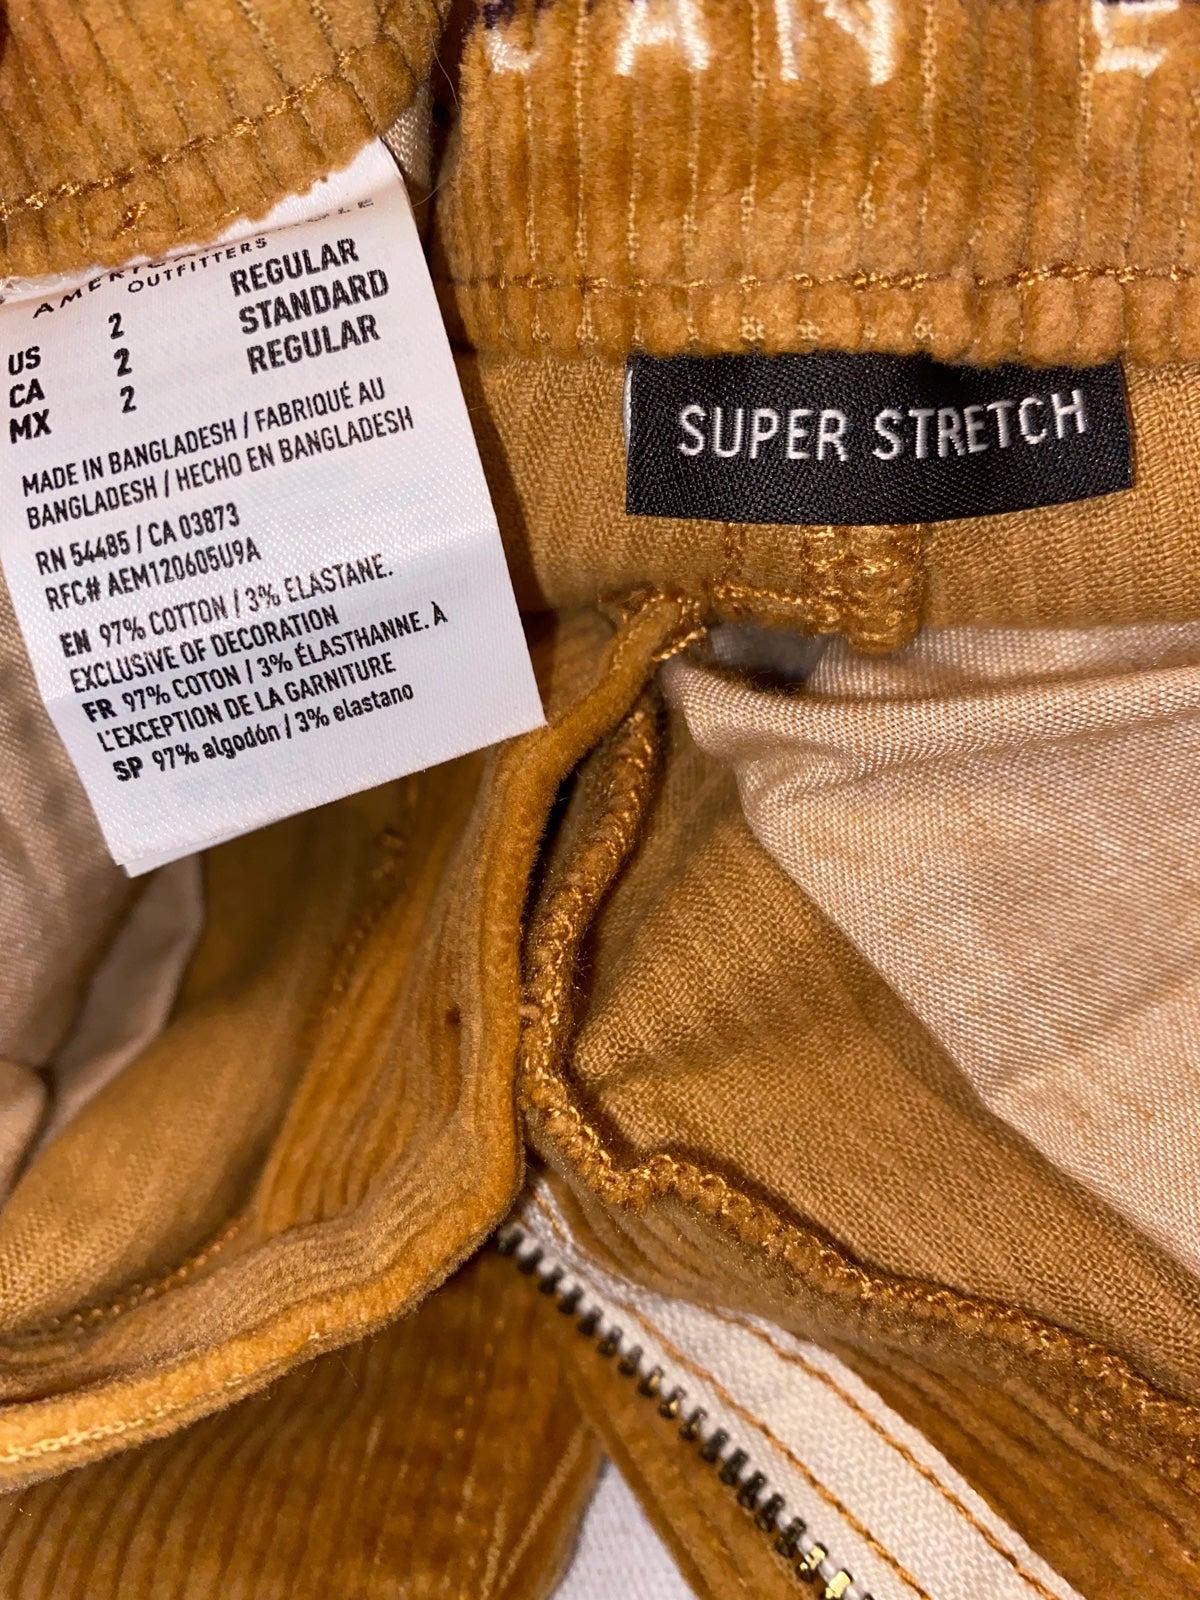 JANE
OUTFITTERS
US 2 REGULAR
CA 2 STANDARD
MX 2 REGULAR
MADE IN BANGLADESH / FABRIQUÉ AU
BANGLADESH / HECHO EN BANGLADESH
RN 54485 / CA 03873
RFC# AEM120605U9A
EN 97% COTTON / 3% ELASTANE.
EXCLUSIVE OF DECORATION
FR 97% COTON / 3% ÉLASTHANNE. À
L'EXCEPTION DE LA GARNITURE
SP 97% algodón / 3% elastano
SUPER STRETCH